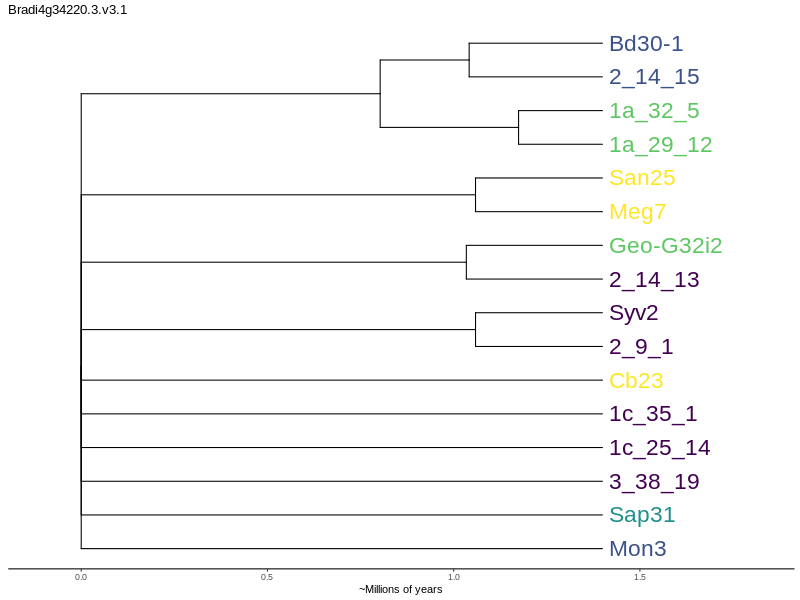 Bradi4g34220.3.v3.1
Bd30-1
2_14_15
1a_32_5
1a_29_12
San25
Meg7
Geo-G32i2
2_14_13
Syv2
2_9_1
Cb23
1c_35_1
1c_25_14
3_38_19
Sap31
Mon3
0.0 0.5 1.0 1.5
~Millions of years